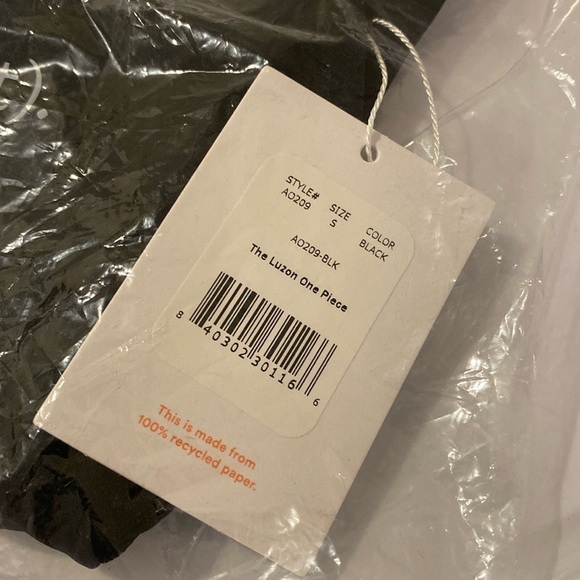 STYLE# SIZE COLOR
AO209 S BLACK
AO209-BLK
The Luzon One Piece
8 40302 30116 6
This is made from
100% recycled paper.